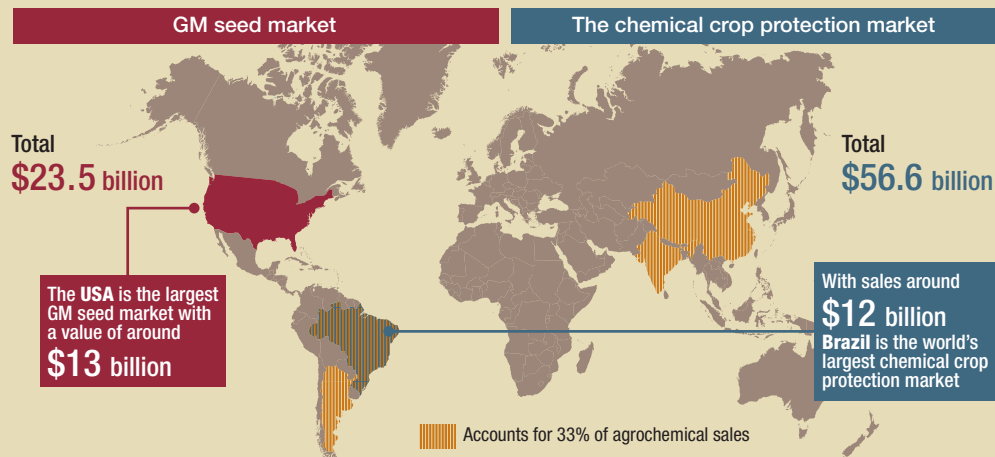 GM seed market
The chemical crop protection market
Total
$23.5 billion
Total
$56.6 billion
The USA is the largest
GM seed market with
a value of around
$13 billion
With sales around
$12 billion
Brazil is the world's
largest chemical crop
protection market
Accounts for 33% of agrochemical sales